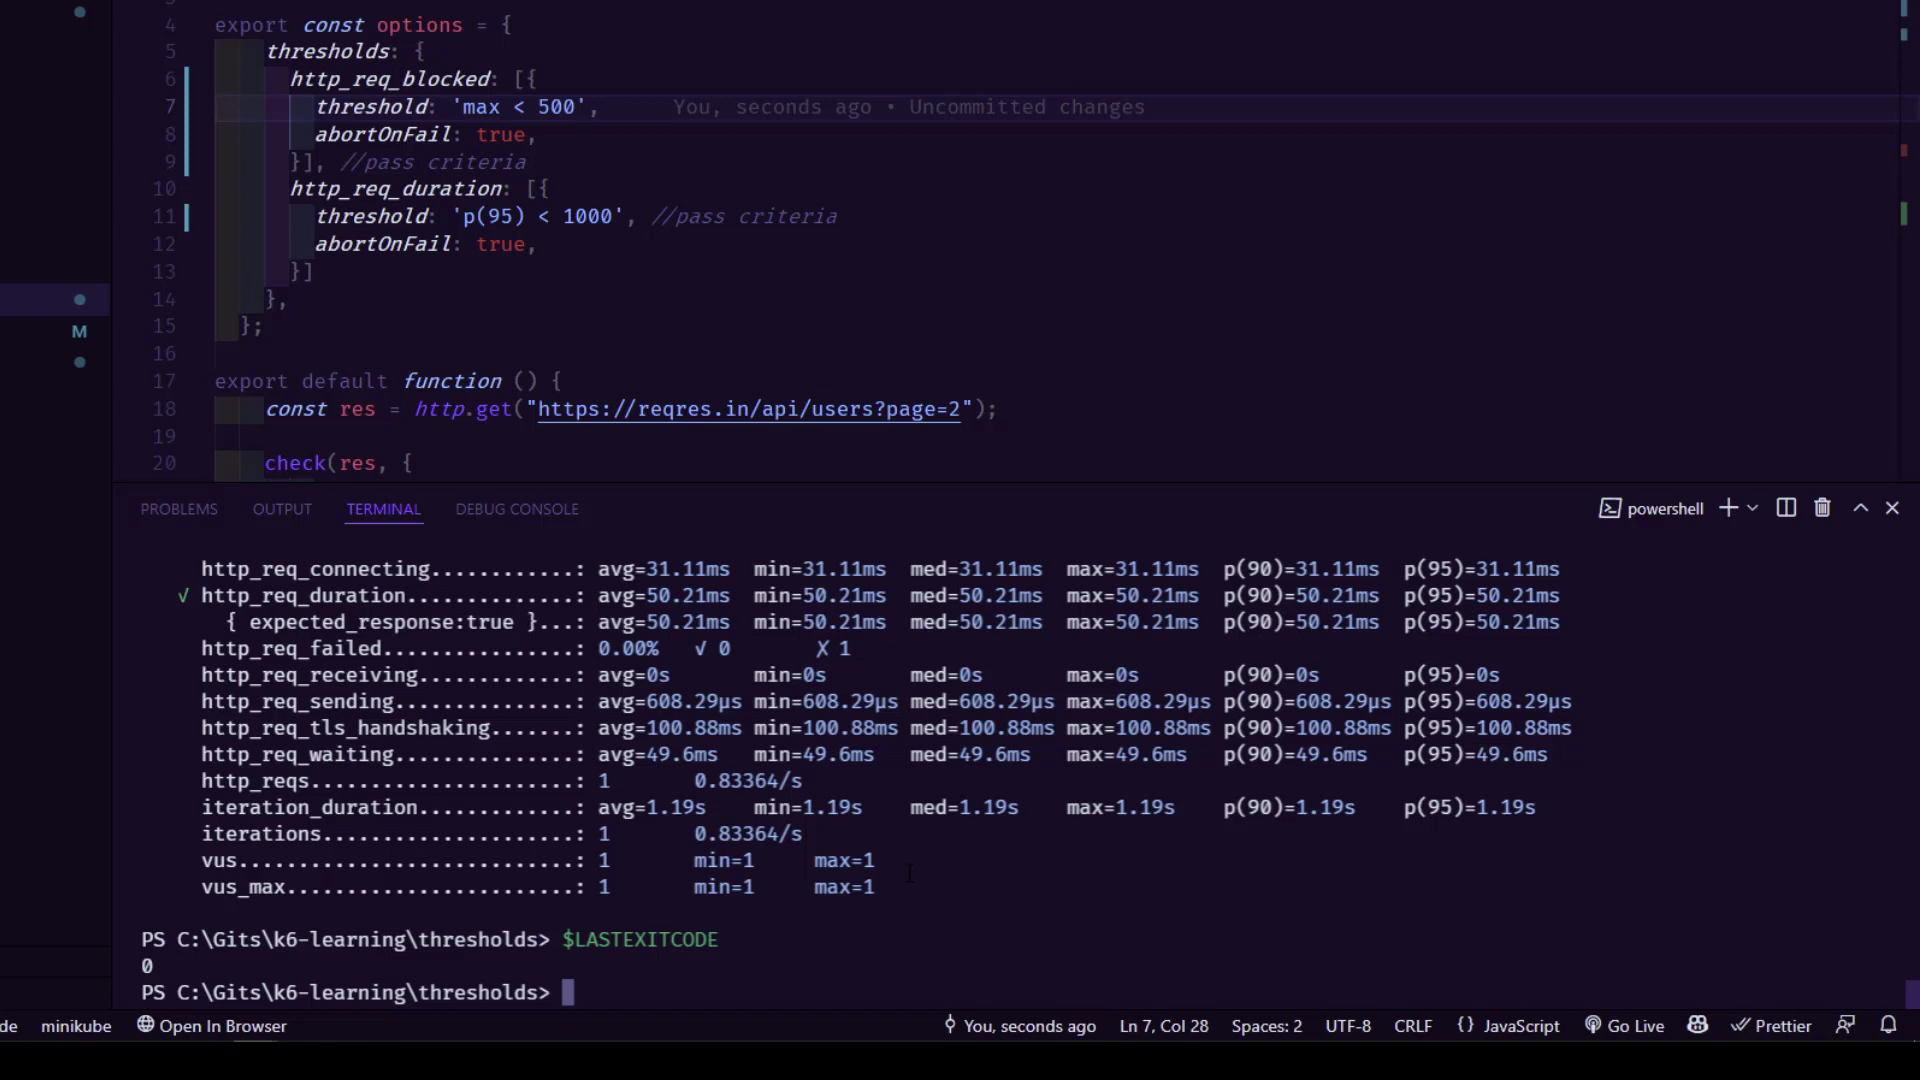 4 export const options = {
5 thresholds: {
6 http_req_blocked: [{
7 threshold: 'max < 500', You, seconds ago • Uncommitted changes
8 abortOnFail: true,
9 }], //pass criteria
10 http_req_duration: [{
11 threshold: 'p(95) < 1000', //pass criteria
12 abortOnFail: true,
13 }]
14 },
M 15 };
16
17 export default function () {
18 const res = http.get("https://reqres.in/api/users?page=2");
19
20 check(res, {
PROBLEMS OUTPUT TERMINAL DEBUG CONSOLE powershell
http_req_connecting............: avg=31.11ms min=31.11ms med=31.11ms max=31.11ms p(90)=31.11ms p(95)=31.11ms
√ http_req_duration..............: avg=50.21ms min=50.21ms med=50.21ms max=50.21ms p(90)=50.21ms p(95)=50.21ms
{ expected_response:true }...: avg=50.21ms min=50.21ms med=50.21ms max=50.21ms p(90)=50.21ms p(95)=50.21ms
http_req_failed................: 0.00% √ 0 ✗ 1
http_req_receiving.............: avg=0s min=0s med=0s max=0s p(90)=0s p(95)=0s
http_req_sending...............: avg=608.29µs min=608.29µs med=608.29µs max=608.29µs p(90)=608.29µs p(95)=608.29µs
http_req_tls_handshaking.......: avg=100.88ms min=100.88ms med=100.88ms max=100.88ms p(90)=100.88ms p(95)=100.88ms
http_req_waiting...............: avg=49.6ms min=49.6ms med=49.6ms max=49.6ms p(90)=49.6ms p(95)=49.6ms
http_reqs......................: 1 0.83364/s
iteration_duration.............: avg=1.19s min=1.19s med=1.19s max=1.19s p(90)=1.19s p(95)=1.19s
iterations.....................: 1 0.83364/s
vus............................: 1 min=1 max=1
vus_max........................: 1 min=1 max=1
PS C:\Gits\k6-learning\thresholds> $LASTEXITCODE
0
PS C:\Gits\k6-learning\thresholds>
de minikube Open In Browser You, seconds ago Ln 7, Col 28 Spaces: 2 UTF-8 CRLF {} JavaScript Go Live Prettier